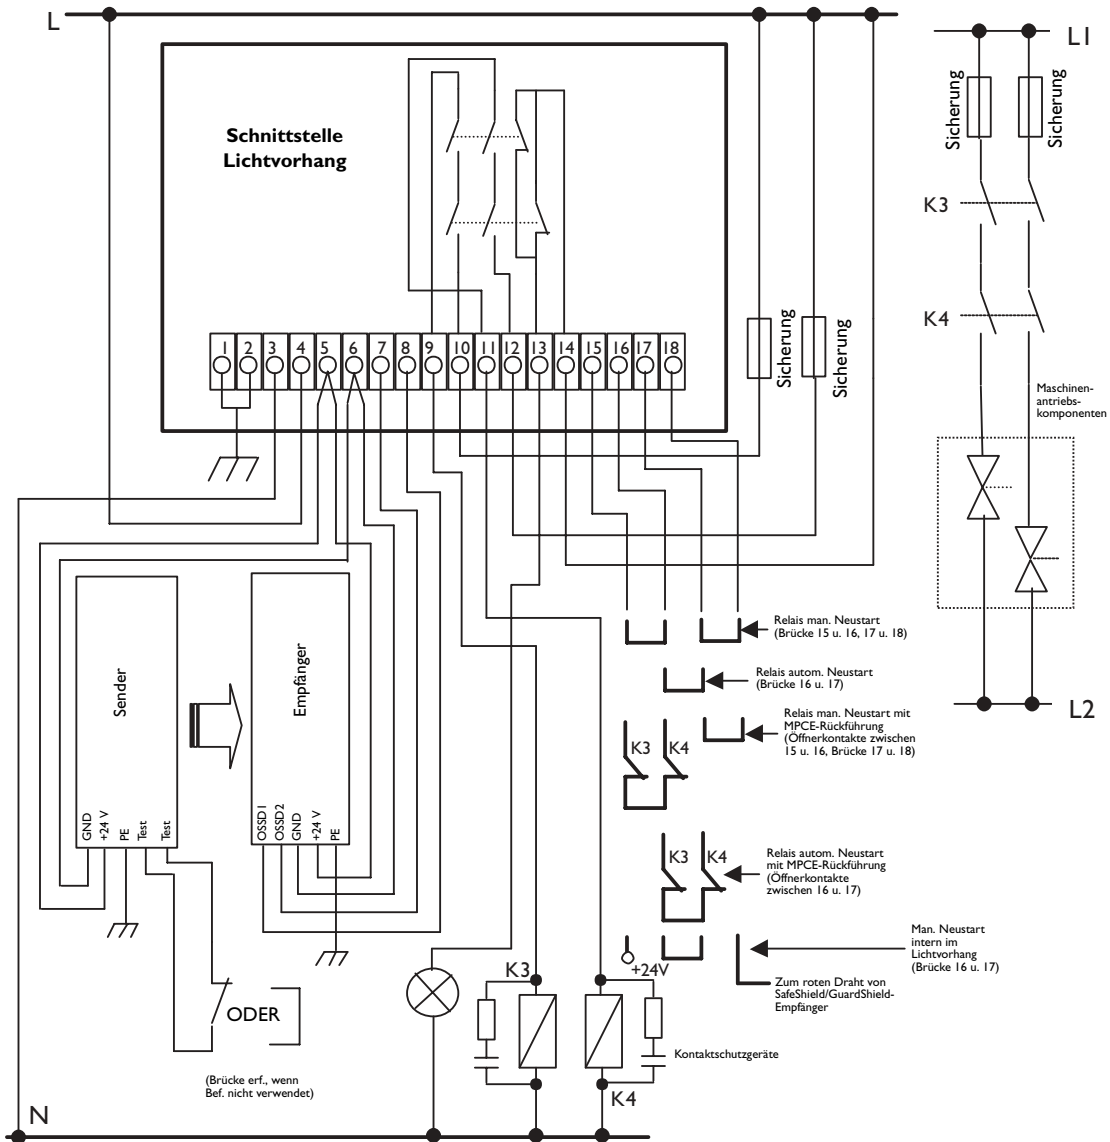 L
L1
Sicherung
Sicherung
Schnittstelle
Lichtvorhang
K3
K4
1 2 3 4 5 6 7 8 9 10 11 12 13 14 15 16 17 18
Sicherung
Sicherung
Maschinen-
antriebs-
komponenten
Sender
Empfänger
Relais man. Neustart
(Brücke 15 u. 16, 17 u. 18)
Relais autom. Neustart
(Brücke 16 u. 17)
L2
Relais man. Neustart mit
MPCE-Rückführung
(Öffnerkontakte zwischen
15 u. 16, Brücke 17 u. 18)
K3 K4
GND
+24 V
PE
Test
Test
OSSD1
OSSD2
GND
+24 V
PE
K3 K4
Relais autom. Neustart
mit MPCE-Rückführung
(Öffnerkontakte
zwischen 16 u. 17)
Man. Neustart
intern im
Lichtvorhang
(Brücke 16 u. 17)
K3
+24V
Zum roten Draht von
SafeShield/GuardShield-
Empfänger
ODER
Kontaktschutzgeräte
(Brücke erf., wenn
Bef. nicht verwendet)
K4
N